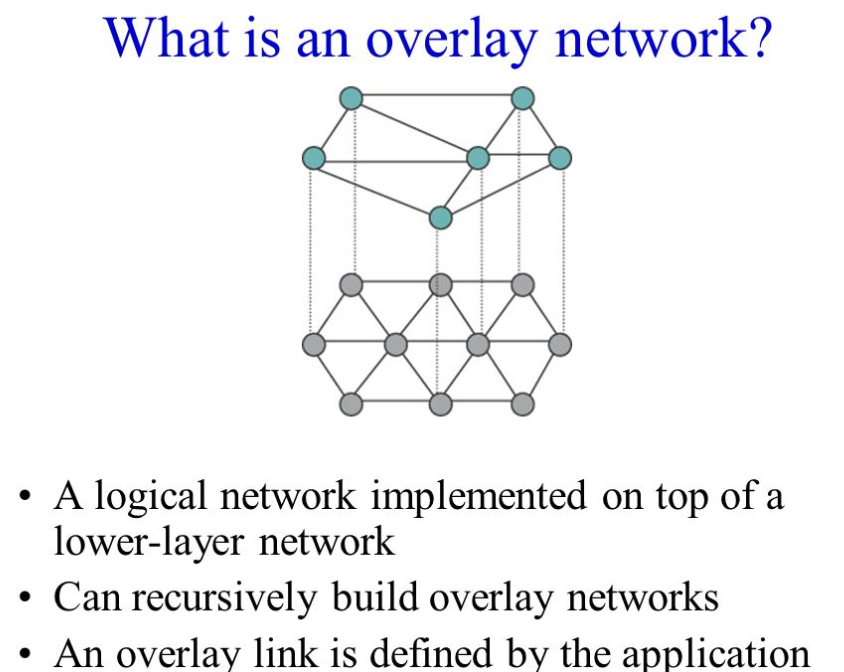 What is an overlay network?
• A logical network implemented on top of a
lower-layer network
• Can recursively build overlay networks
• An overlay link is defined by the application